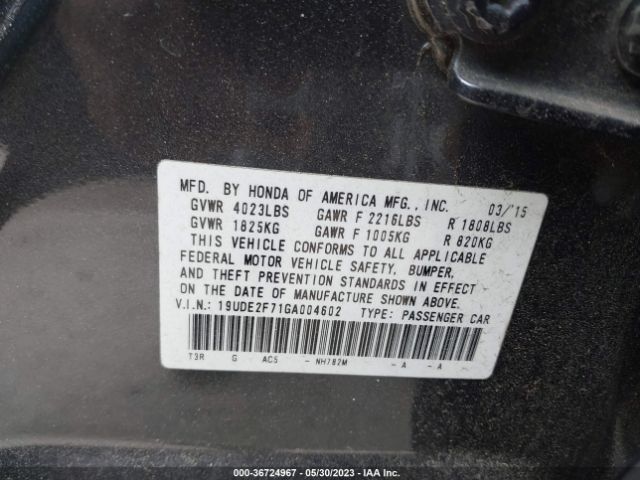 MFD. BY HONDA OF AMERICA MFG., INC. 03/'15
GVWR 4023LBS GAWR F 2216LBS R 1808LBS
GVWR 1825KG GAWR F 1005KG R 820KG
THIS VEHICLE CONFORMS TO ALL APPLICABLE
FEDERAL MOTOR VEHICLE SAFETY, BUMPER,
AND THEFT PREVENTION STANDARDS IN EFFECT
ON THE DATE OF MANUFACTURE SHOWN ABOVE.
V.I.N.: 19UDE2F71GA004602 TYPE: PASSENGER CAR
T3R G AC5 - NH782M - A - A
000-36724967 - 05/30/2023 - IAA Inc.